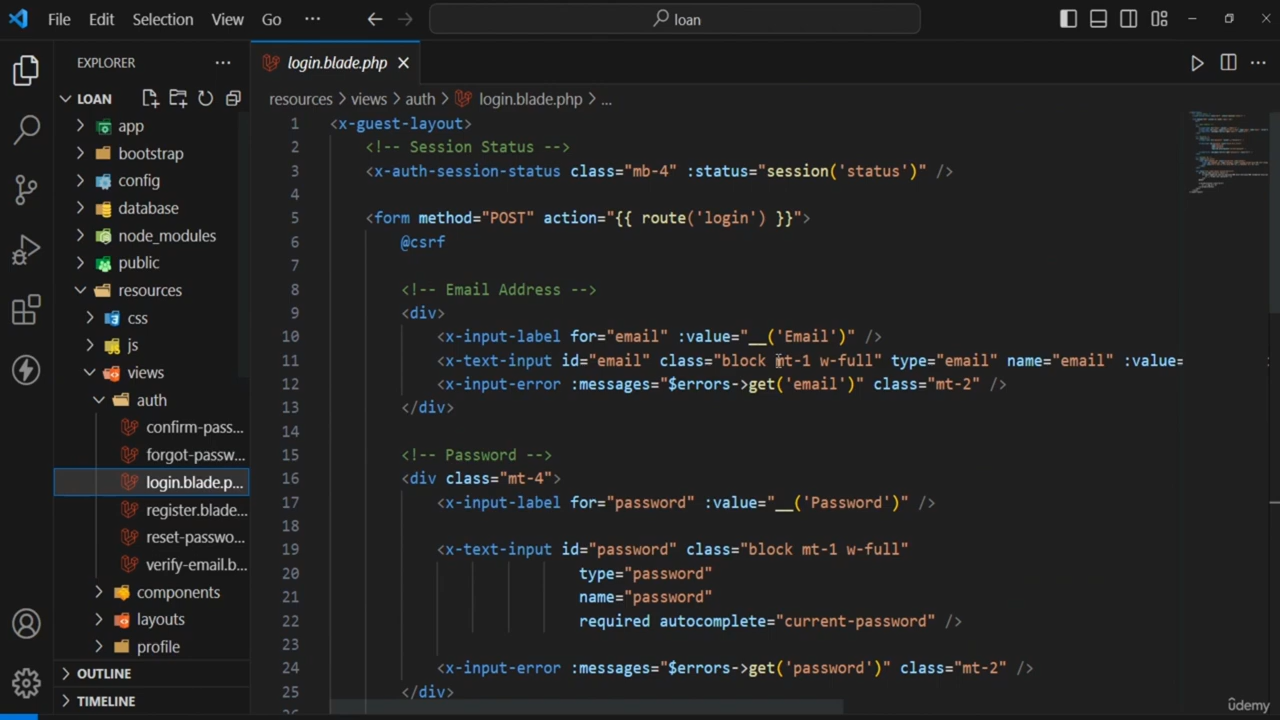 File Edit Selection View Go ··· loan
EXPLORER ···
login.blade.php
LOAN
resources > views > auth > login.blade.php > ...
app
bootstrap
config
database
node_modules
public
resources
css
js
views
auth
confirm-pass...
forgot-passw...
login.blade.p...
register.blade...
reset-passwo...
verify-email.b...
components
layouts
profile
OUTLINE
TIMELINE
1 <x-guest-layout>
2 <!-- Session Status -->
3 <x-auth-session-status class="mb-4" :status="session('status')" />
4
5 <form method="POST" action="{{ route('login') }}">
6 @csrf
7
8 <!-- Email Address -->
9 <div>
10 <x-input-label for="email" :value="__('Email')" />
11 <x-text-input id="email" class="block mt-1 w-full" type="email" name="email" :value=
12 <x-input-error :messages="$errors->get('email')" class="mt-2" />
13 </div>
14
15 <!-- Password -->
16 <div class="mt-4">
17 <x-input-label for="password" :value="__('Password')" />
18
19 <x-text-input id="password" class="block mt-1 w-full"
20 type="password"
21 name="password"
22 required autocomplete="current-password" />
23
24 <x-input-error :messages="$errors->get('password')" class="mt-2" />
25 </div>
ûdemy